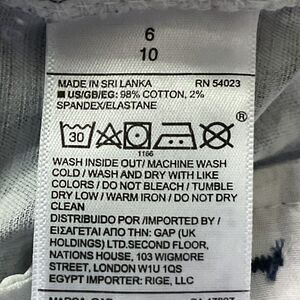 6
10
MADE IN SRI LANKA RN 54023
■ US/GB/EG: 98% COTTON, 2%
SPANDEX/ELASTANE
®
30
1166
WASH INSIDE OUT/ MACHINE WASH
COLD / WASH AND DRY WITH LIKE
COLORS / DO NOT BLEACH / TUMBLE
DRY LOW / WARM IRON / DO NOT DRY
CLEAN
DISTRIBUIDO POR /IMPORTED BY /
ΕΙΣΑΓΕΤΑΙ ΑΠΟ ΤΗΝ: GAP (UK
HOLDINGS) LTD.SECOND FLOOR,
NATIONS HOUSE, 103 WIGMORE
STREET, LONDON W1U 1QS
EGYPT IMPORTER: RIGE, LLC